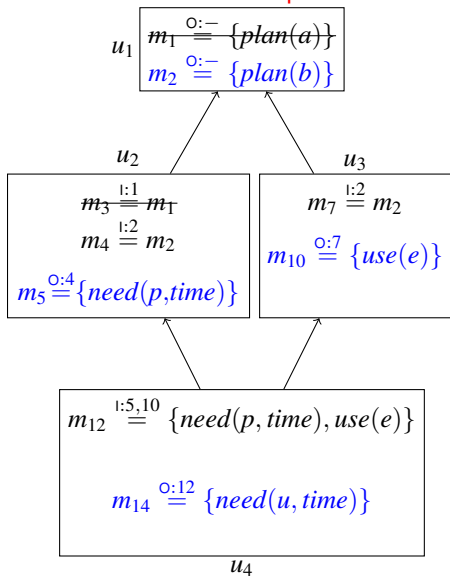 u₁
m₁ ≝^{O:−} {plan(a)}
m₂ =^{O:−} {plan(b)}
u₂
u₃
m₃ =^{I:1} m₁
m₄ =^{I:2} m₂
m₅ =^{O:4} {need(p,time)}
m₇ =^{I:2} m₂
m₁₀ =^{O:7} {use(e)}
m₁₂ =^{I:5,10} {need(p, time), use(e)}
m₁₄ =^{O:12} {need(u, time)}
u₄